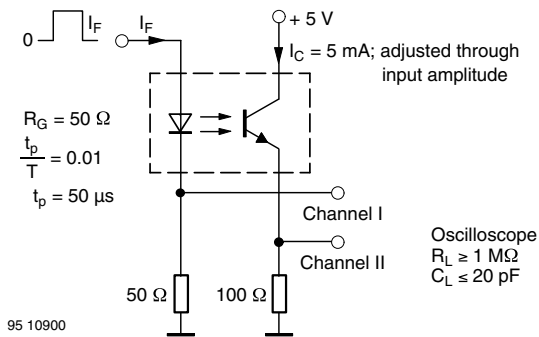 0
I_F
I_F
+ 5 V
I_C = 5 mA; adjusted through
input amplitude
R_G = 50 Ω
t_p
T
= 0.01
t_p = 50 μs
Channel I
Channel II
50 Ω
100 Ω
Oscilloscope
R_L ≥ 1 MΩ
C_L ≤ 20 pF
95 10900